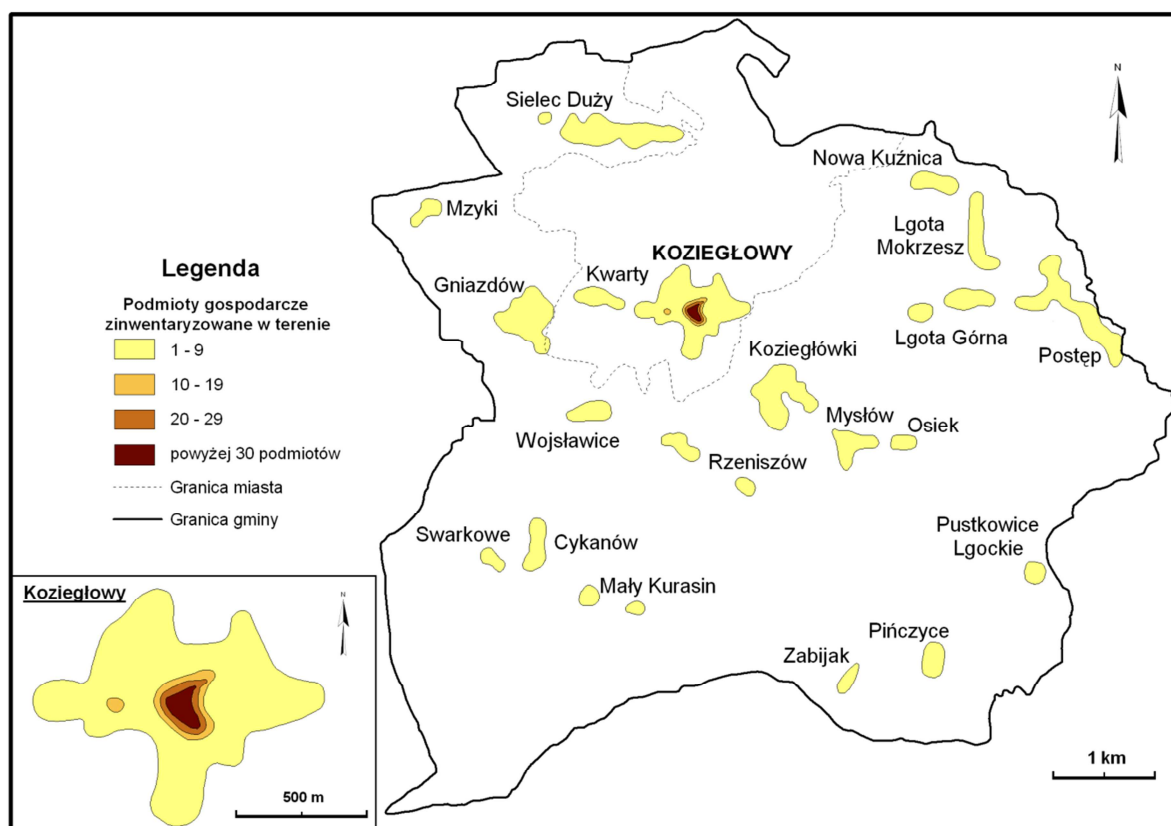 N
Sielec Duży
Nowa Kuźnica
Mzyki
Lgota
Mokrzesz
KOZIEGŁOWY
Kwarty
Gniazdów
Lgota Górna
Postęp
Koziegłówki
Mysłów
Osiek
Wojsławice
Rzeniszów
Swarkowe
Cykanów
Pustkowice
Lgockie
Mały Kurasin
Pińczyce
Zabijak
1 km
Legenda
Podmioty gospodarcze
zinwentaryzowane w terenie
1 - 9
10 - 19
20 - 29
powyżej 30 podmiotów
Granica miasta
Granica gminy
Koziegłowy
N
500 m